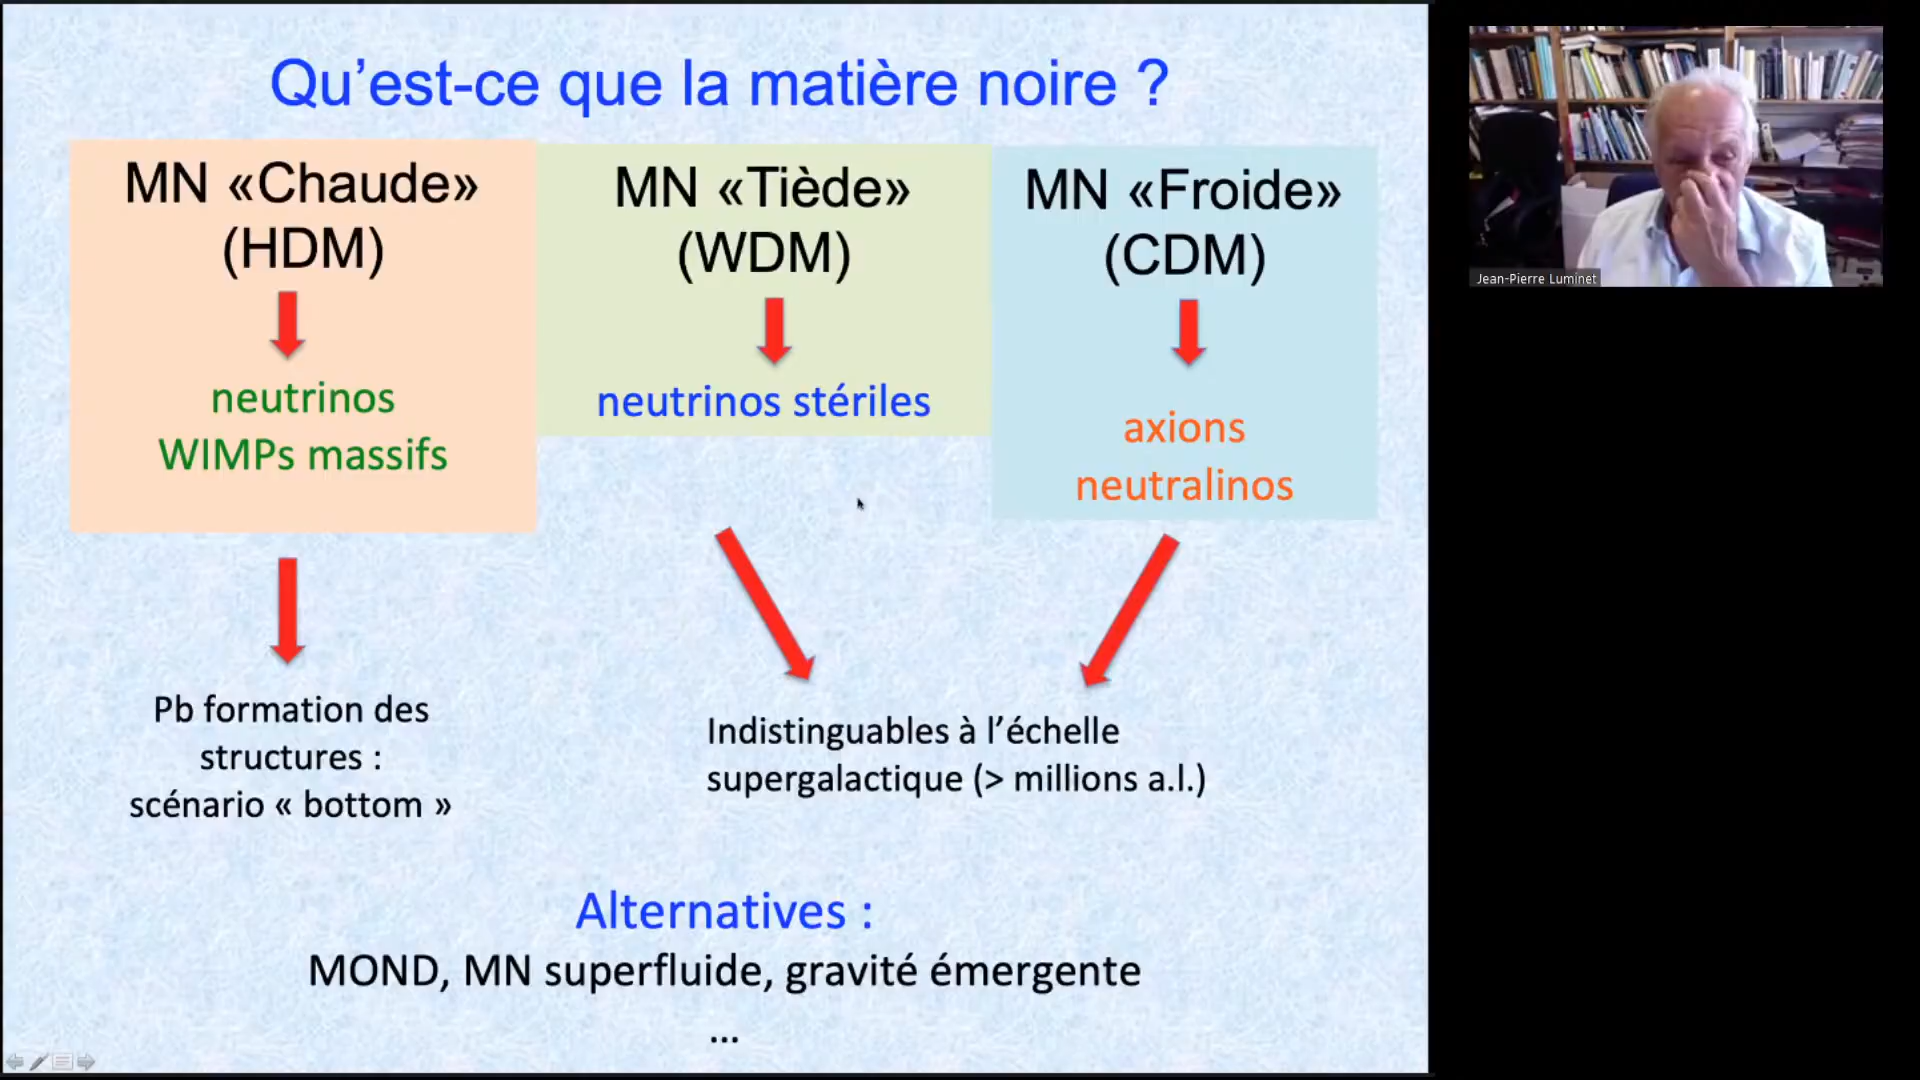 Qu’est-ce que la matière noire ?
MN «Chaude»
(HDM)
neutrinos
WIMPs massifs
MN «Tiède»
(WDM)
neutrinos stériles
MN «Froide»
(CDM)
axions
neutralinos
Pb formation des
structures :
scénario « bottom »
Indistinguables à l’échelle
supergalactique (> millions a.l.)
Alternatives :
MOND, MN superfluide, gravité émergente
...
Jean-Pierre Luminet